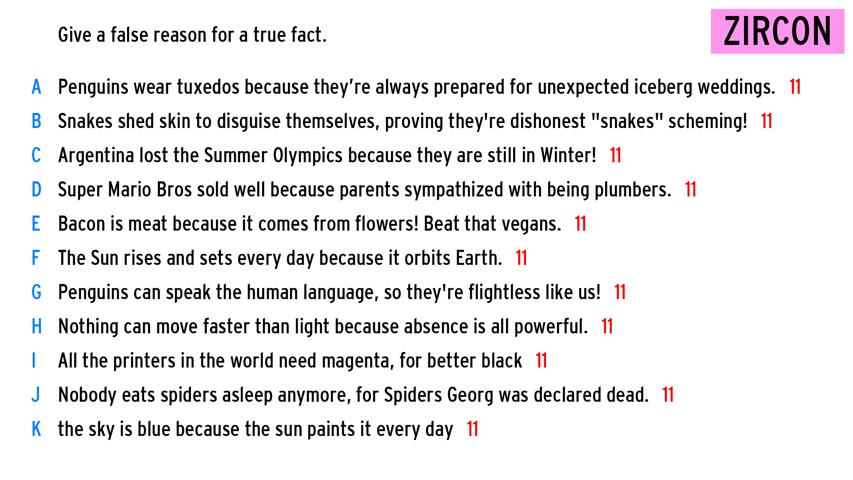 Give a false reason for a true fact.
ZIRCON
A Penguins wear tuxedos because they’re always prepared for unexpected iceberg weddings. 11
B Snakes shed skin to disguise themselves, proving they're dishonest "snakes" scheming! 11
C Argentina lost the Summer Olympics because they are still in Winter! 11
D Super Mario Bros sold well because parents sympathized with being plumbers. 11
E Bacon is meat because it comes from flowers! Beat that vegans. 11
F The Sun rises and sets every day because it orbits Earth. 11
G Penguins can speak the human language, so they're flightless like us! 11
H Nothing can move faster than light because absence is all powerful. 11
I All the printers in the world need magenta, for better black 11
J Nobody eats spiders asleep anymore, for Spiders Georg was declared dead. 11
K the sky is blue because the sun paints it every day 11